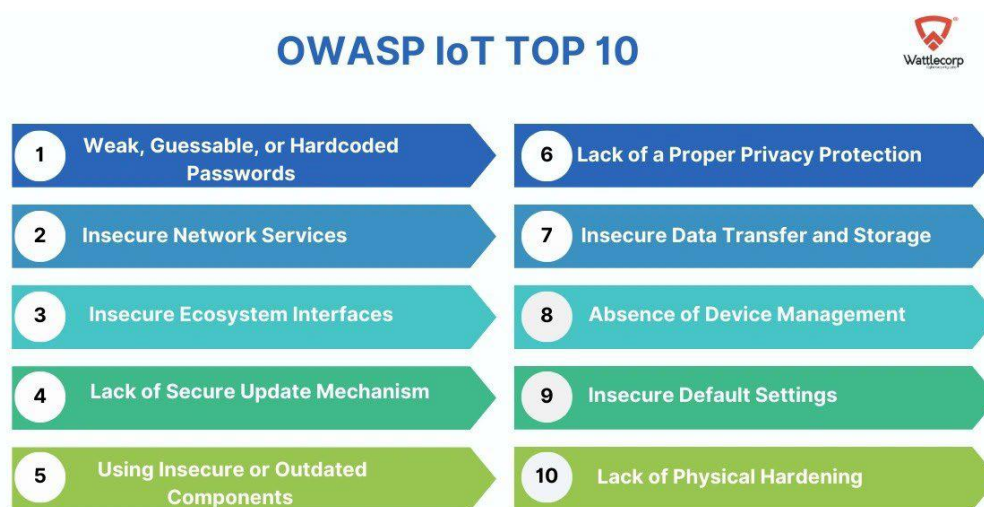 OWASP IoT TOP 10
Wattlecorp
1
Weak, Guessable, or Hardcoded
Passwords
2
Insecure Network Services
3
Insecure Ecosystem Interfaces
4
Lack of Secure Update Mechanism
5
Using Insecure or Outdated
Components
6
Lack of a Proper Privacy Protection
7
Insecure Data Transfer and Storage
8
Absence of Device Management
9
Insecure Default Settings
10
Lack of Physical Hardening